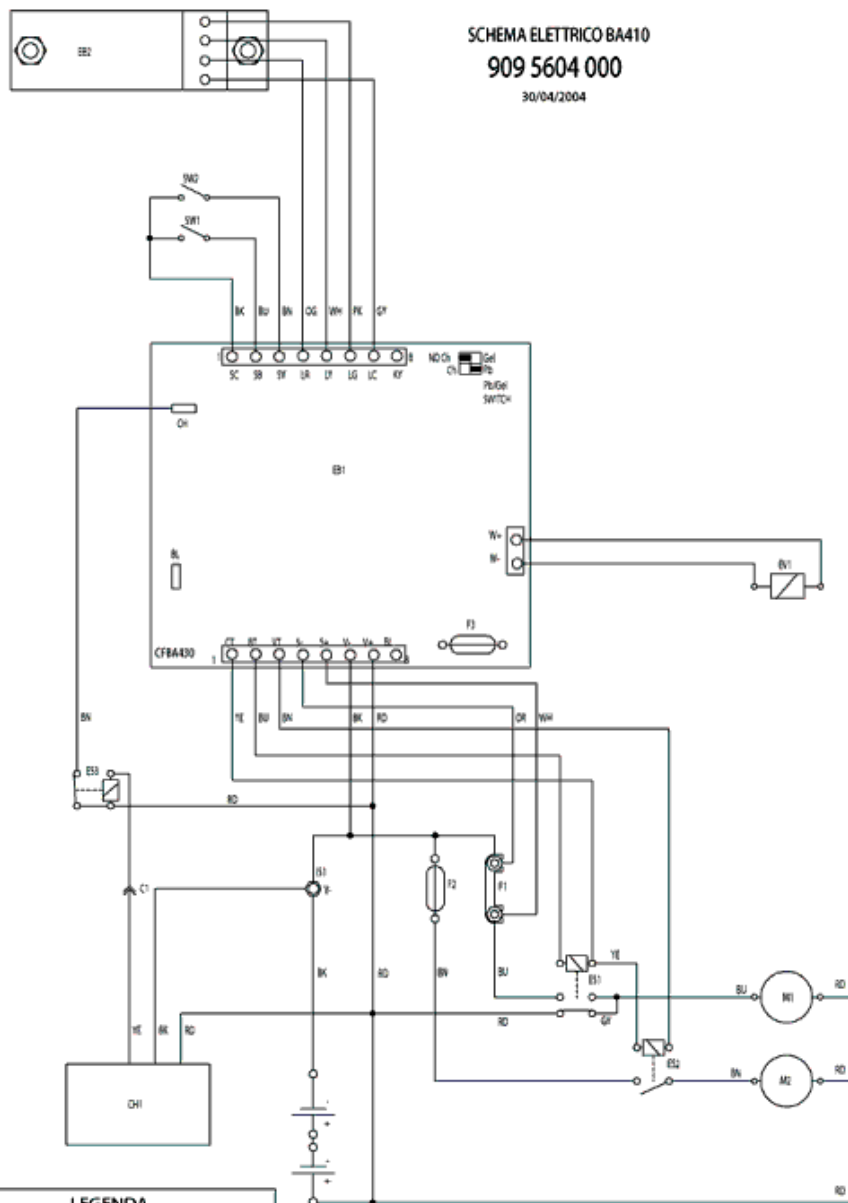 SCHEMA ELETTRICO BA410
909 5604 000
30/04/2004
EB2
SW2
SW1
BK BU BN OG WH PK GY
1 8
SC SB SY LR LY LG LC KY
NO Ch Gel
Ch Pb
Pb/Gel
SWITCH
CH
EB1
W+
W-
EV1
BL
F3
CT BT VT S- S+ V- V+ BL
CFBA430
1 8
YE BU BN BK RD OR WH
BN
ES3
RD
IS1
V-
C1
F2
F1
YE
ES1
BK RD BN BU
BU
M1
RD
RD
GY
YE BK RD
ES2
BN
M2
RD
CH1
-
+
-
+
RD
LEGENDA